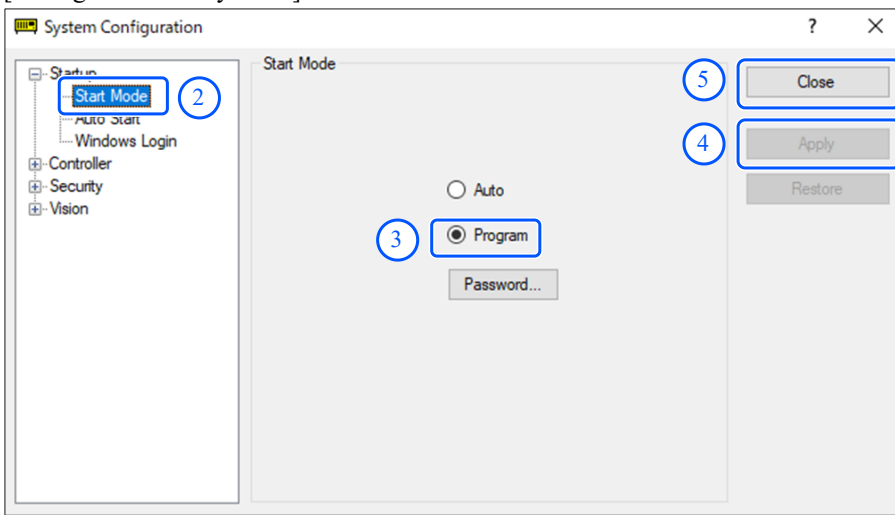 System Configuration
?
Startup
Start Mode
2
Auto Start
Windows Login
Controller
Security
Vision
Start Mode
Auto
3
Program
Password...
5
Close
4
Apply
Restore